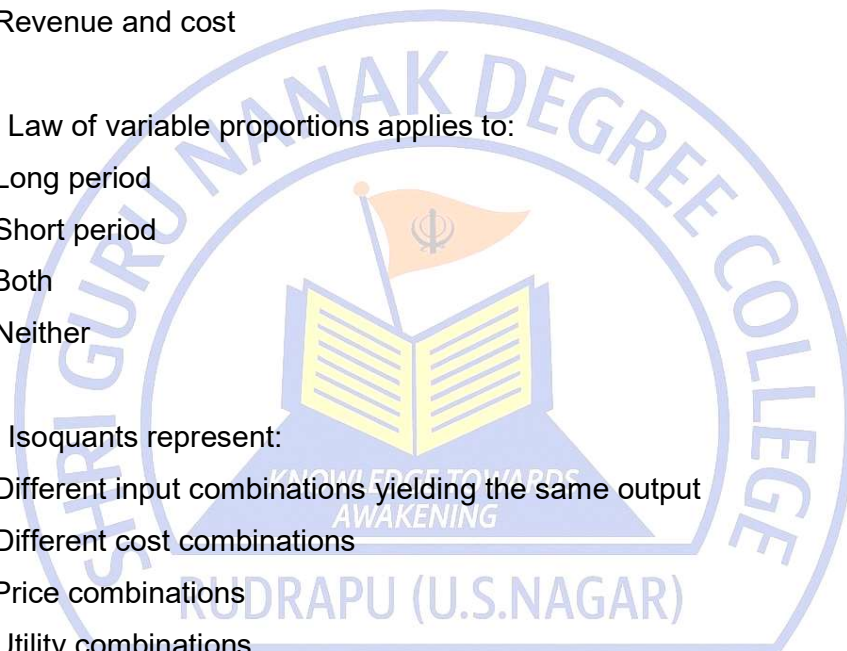 Revenue and cost
Law of variable proportions applies to:
Long period
Short period
Both
Neither
Isoquants represent:
Different input combinations yielding the same output
Different cost combinations
Price combinations
Utility combinations
SHRI GURU NANAK DEGREE COLLEGE
KNOWLEDGE TOWARDS
AWAKENING
RUDRAPU (U.S.NAGAR)